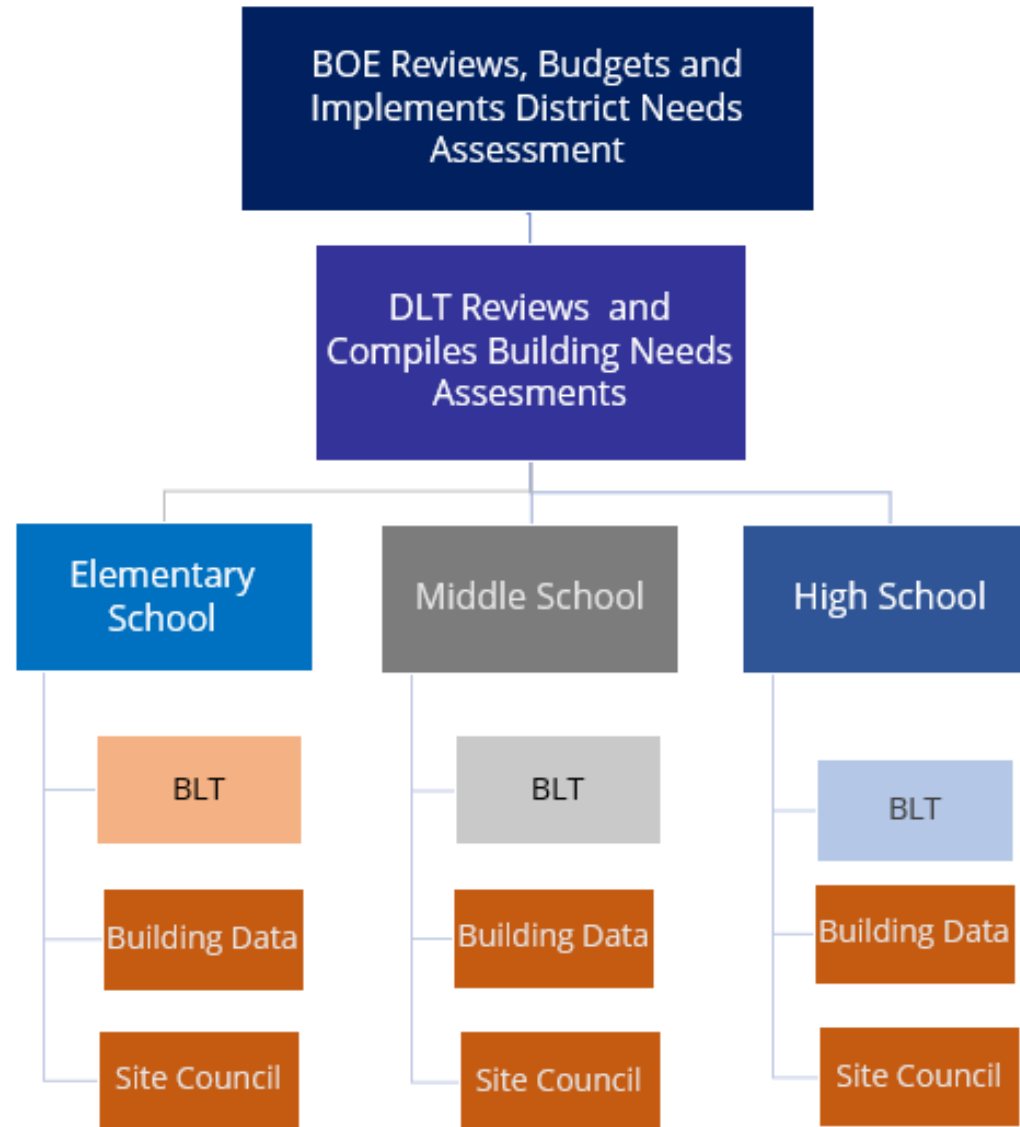 BOE Reviews, Budgets and
Implements District Needs
Assessment
DLT Reviews and
Compiles Building Needs
Assesments
Elementary
School
Middle School
High School
BLT
BLT
BLT
Building Data
Building Data
Building Data
Site Council
Site Council
Site Council